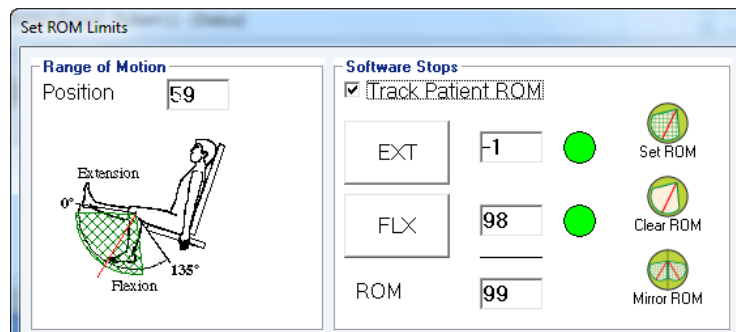 Set ROM Limits
Range of Motion
Position 59
Extension
0°
135°
Flexion
Software Stops
Track Patient ROM
EXT -1
Set ROM
FLX 98
Clear ROM
ROM 99
Mirror ROM